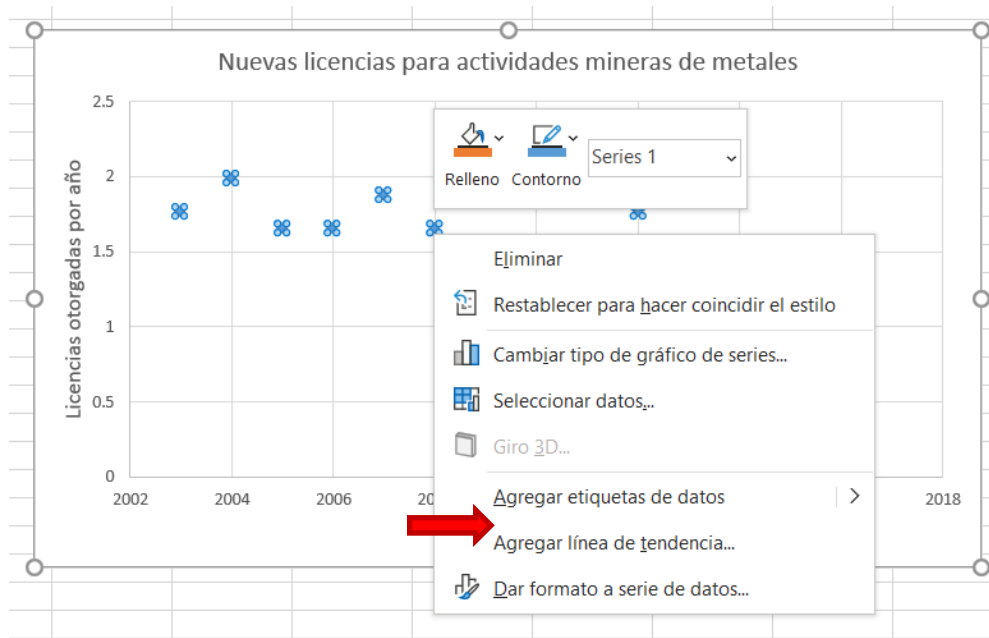 Nuevas licencias para actividades mineras de metales
Licencias otorgadas por año
2.5
2
1.5
1
0.5
0
2002
2004
2006
20
2018
Series 1
Relleno
Contorno
Eliminar
Restablecer para hacer coincidir el estilo
Cambiar tipo de gráfico de series...
Seleccionar datos...
Giro 3D...
Agregar etiquetas de datos
Agregar línea de tendencia...
Dar formato a serie de datos...